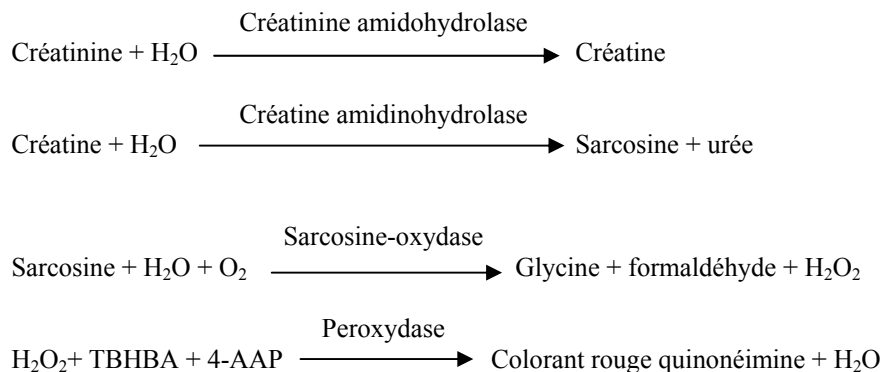 Créatinine amidohydrolase
Créatinine + H₂O Créatine
Créatine amidinohydrolase
Créatine + H₂O Sarcosine + urée
Sarcosine-oxydase
Sarcosine + H₂O + O₂ Glycine + formaldéhyde + H₂O₂
Peroxydase
H₂O₂+ TBHBA + 4-AAP Colorant rouge quinonéimine + H₂O